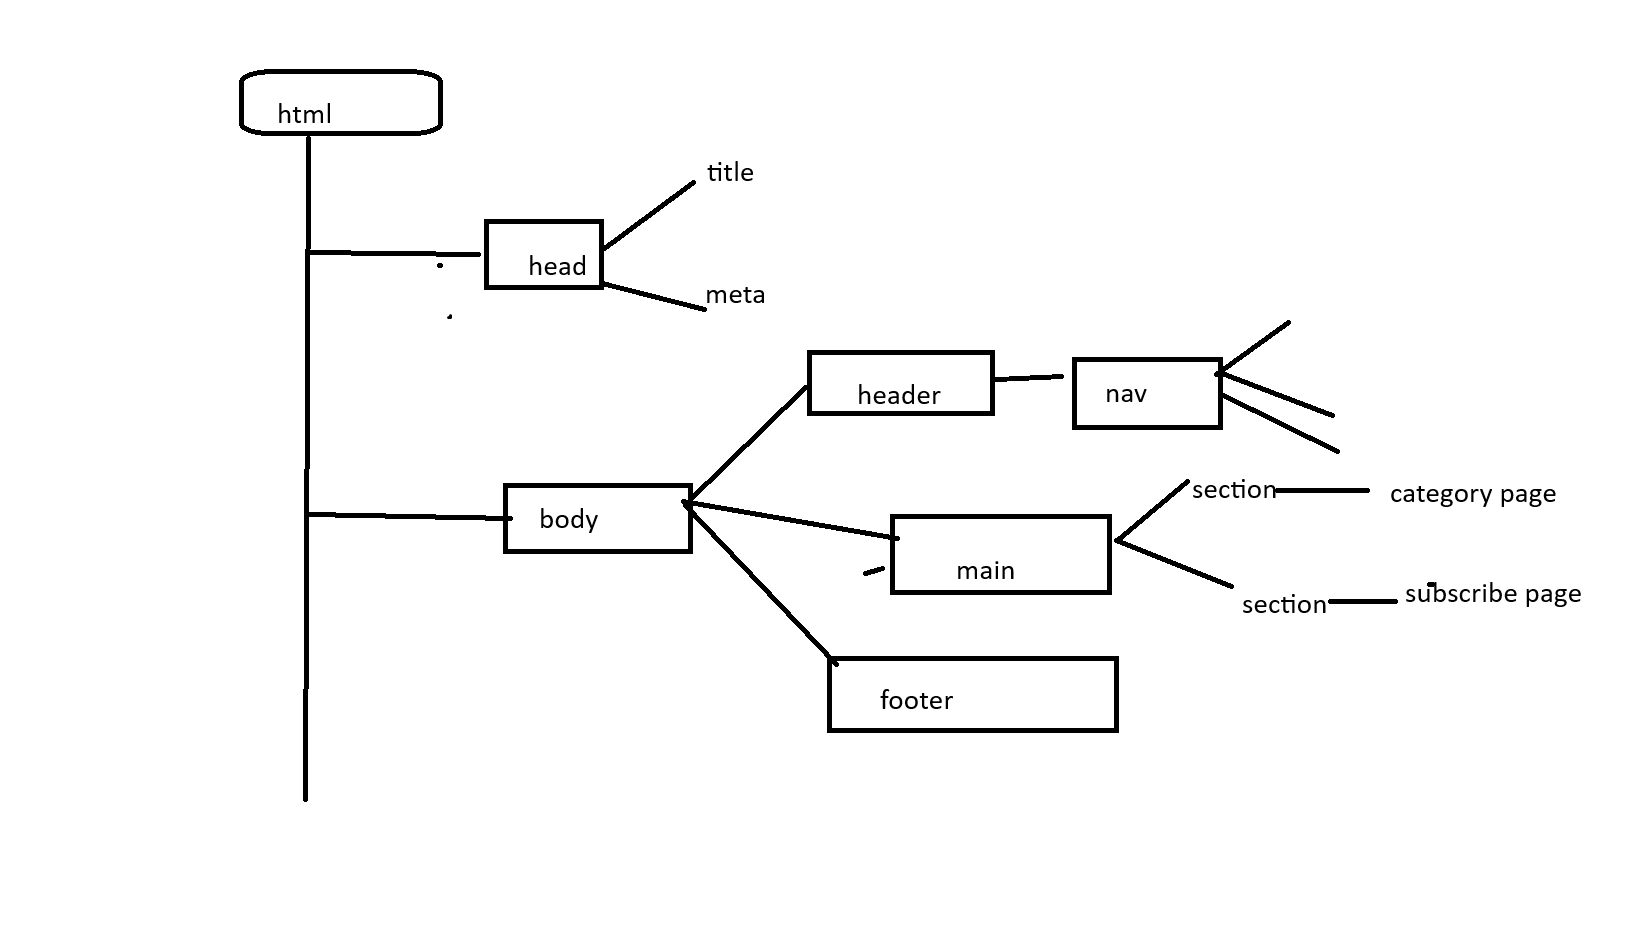 html
title
head
meta
header
nav
section
category page
body
main
section
subscribe page
footer